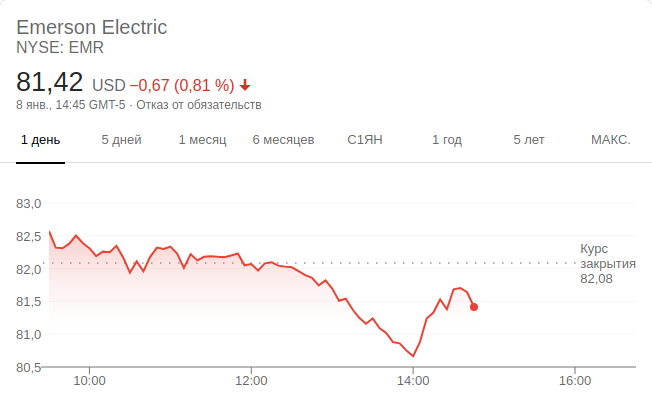 Emerson Electric
NYSE: EMR
81,42 USD −0,67 (0,81 %)
8 янв., 14:45 GMT-5 · Отказ от обязательств
1 день 5 дней 1 месяц 6 месяцев С1ЯН 1 год 5 лет МАКС.
83,0
82,5
82,0
81,5
81,0
80,5
Курс
закрытия
82,08
10:00 12:00 14:00 16:00